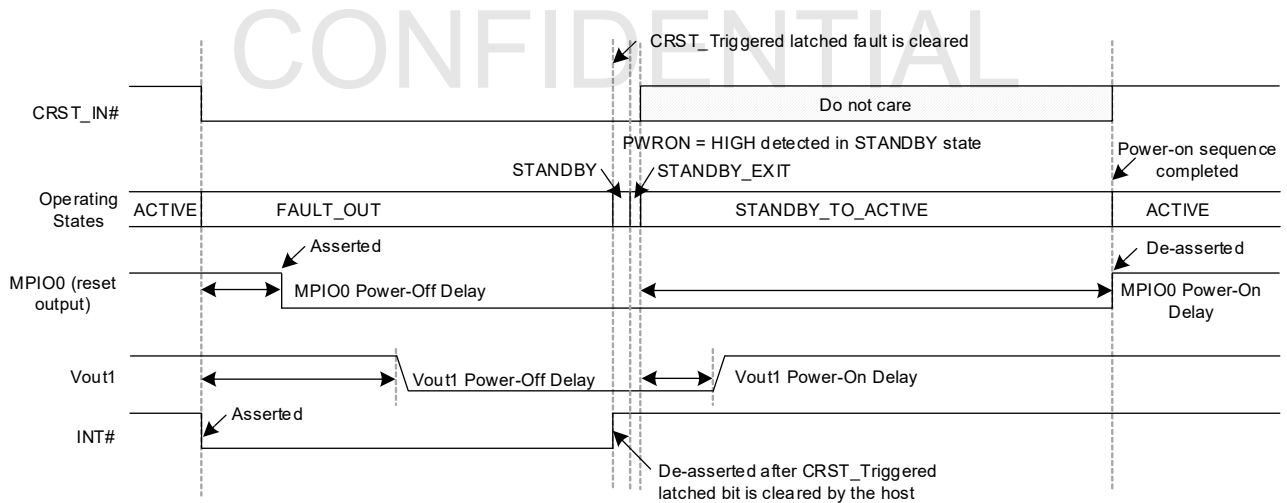 CONFIDENTIAL
CRST_Triggered latched fault is cleared
CRST_IN#
Do not care
PWRON = HIGH detected in STANDBY state
STANDBY
STANDBY_EXIT
Power-on sequence
completed
Operating
States
ACTIVE
FAULT_OUT
STANDBY_TO_ACTIVE
ACTIVE
Asserted
De-asserted
MPIO0 (reset
output)
MPIO0 Power-Off Delay
MPIO0 Power-On
Delay
Vout1
Vout1 Power-Off Delay
Vout1 Power-On Delay
Asserted
INT#
De-asserted after CRST_Triggered
latched bit is cleared by the host